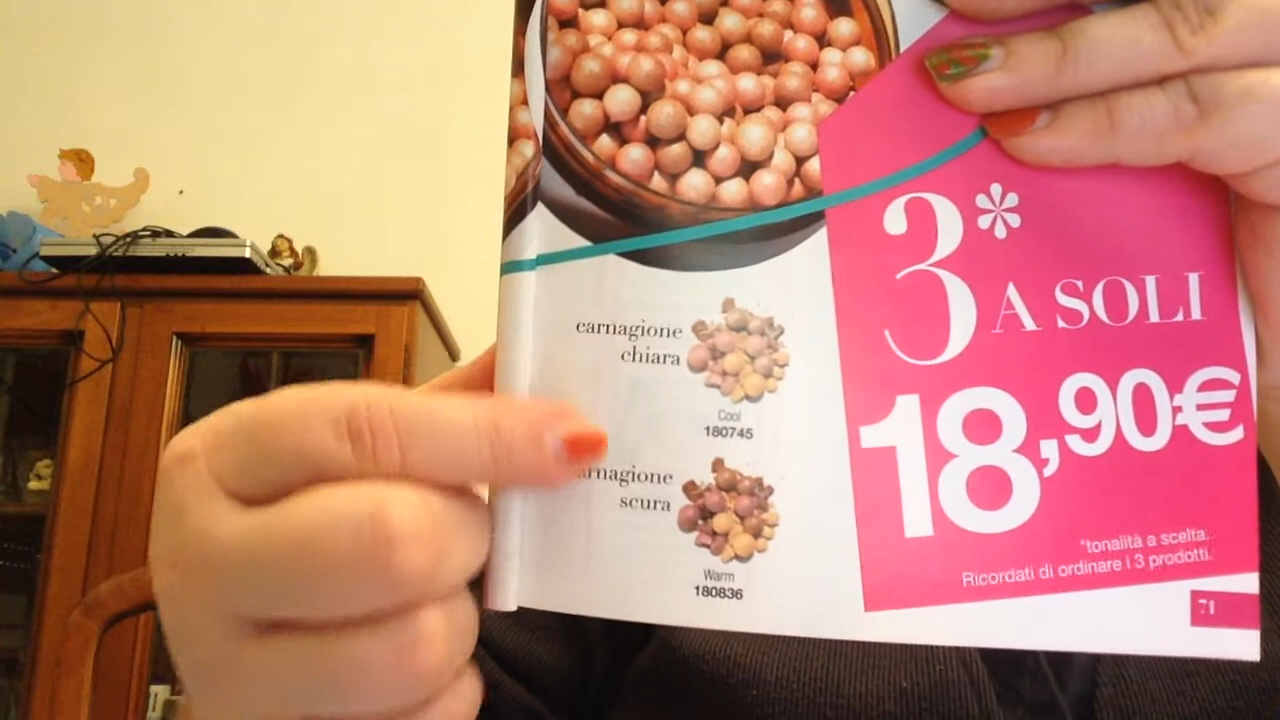 carnagione
chiara
Cool
180745
carnagione
scura
Warm
180836
3*
A SOLI
18,90€
*tonalità a scelta.
Ricordati di ordinare i 3 prodotti.
71